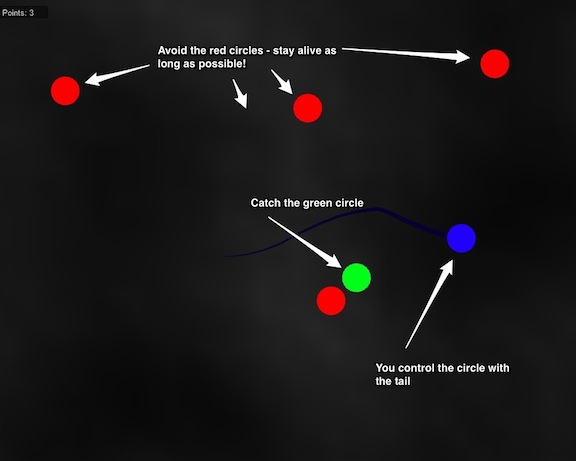 Points: 3
Avoid the red circles - stay alive as
long as possible!
Catch the green circle
You control the circle with
the tail